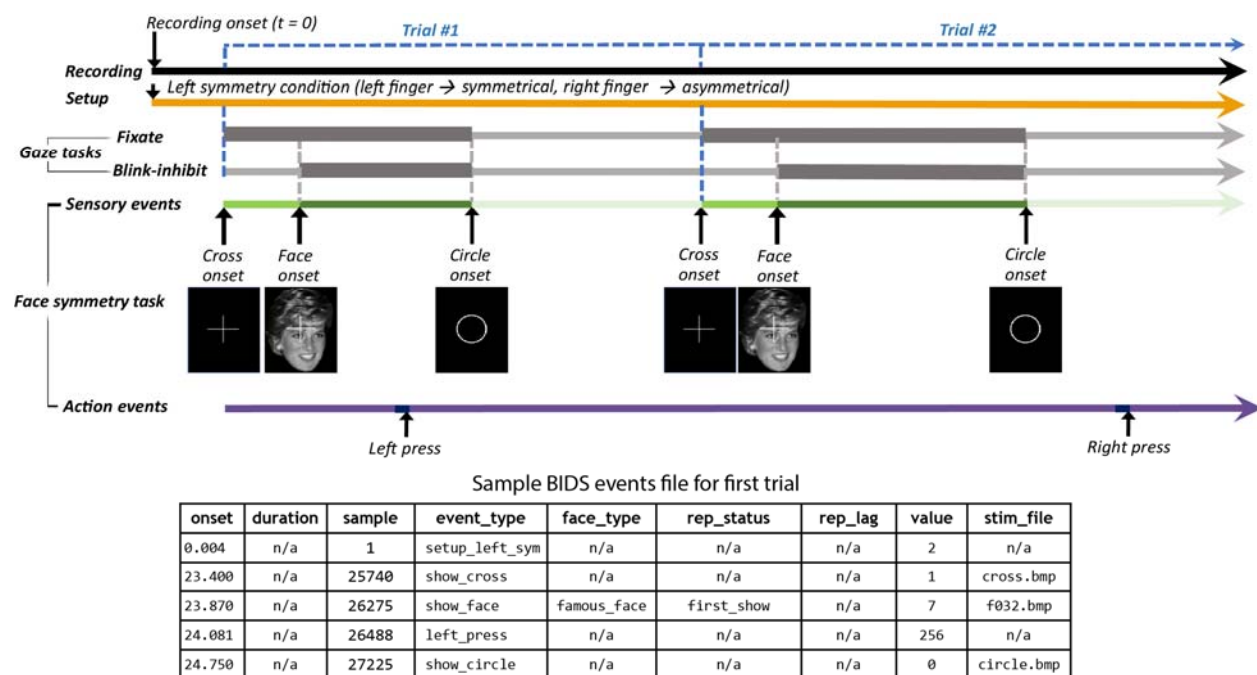 Recording onset (t = 0)
Trial #1
Trial #2
Recording
Left symmetry condition (left finger → symmetrical, right finger → asymmetrical)
Setup
Fixate
Gaze tasks
Blink-inhibit
Sensory events
Cross onset
Face onset
Circle onset
Cross onset
Face onset
Circle onset
Face symmetry task
Action events
Left press
Right press
Sample BIDS events file for first trial
onset duration sample event_type face_type rep_status rep_lag value stim_file
0.004 n/a 1 setup_left_sym n/a n/a n/a 2 n/a
23.400 n/a 25740 show_cross n/a n/a n/a 1 cross.bmp
23.870 n/a 26275 show_face famous_face first_show n/a 7 f032.bmp
24.081 n/a 26488 left_press n/a n/a n/a 256 n/a
24.750 n/a 27225 show_circle n/a n/a n/a 0 circle.bmp